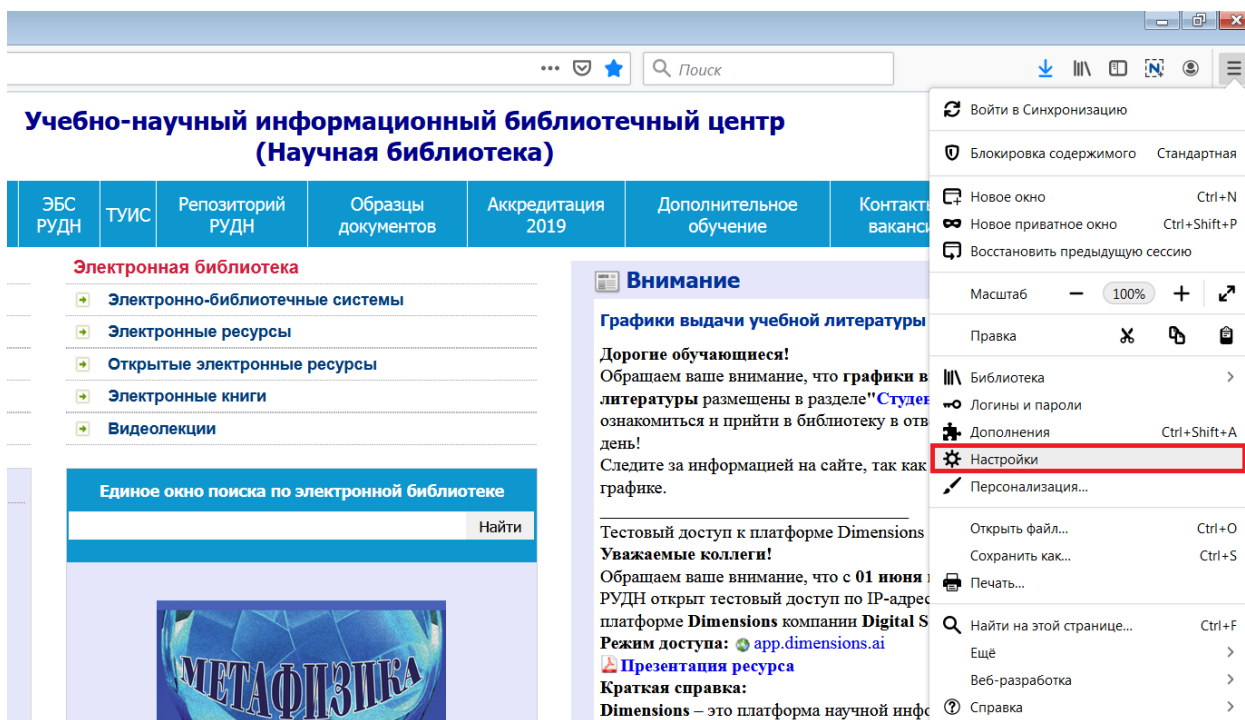 Поиск
Учебно-научный информационный библиотечный центр
(Научная библиотека)
ЭБС
РУДН
ТУИС
Репозиторий
РУДН
Образцы
документов
Аккредитация
2019
Дополнительное
обучение
Контакт
ваканс
Электронная библиотека
Электронно-библиотечные системы
Электронные ресурсы
Открытые электронные ресурсы
Электронные книги
Видеолекции
Единое окно поиска по электронной библиотеке
Найти
МЕТАФИЗИКА
Внимание
Графики выдачи учебной литературы
Дорогие обучающиеся!
Обращаем ваше внимание, что графики в
литературы размещены в разделе"Студен
ознакомиться и прийти в библиотеку в отв
день!
Следите за информацией на сайте, так как
графике.
Тестовый доступ к платформе Dimensions
Уважаемые коллеги!
Обращаем ваше внимание, что с 01 июня
РУДН открыт тестовый доступ по IP-адрес
платформе Dimensions компании Digital S
Режим доступа: app.dimensions.ai
Презентация ресурса
Краткая справка:
Dimensions – это платформа научной инфо
Войти в Синхронизацию
Блокировка содержимого Стандартная
Новое окно Ctrl+N
Новое приватное окно Ctrl+Shift+P
Восстановить предыдущую сессию
Масштаб 100%
Правка
Библиотека
Логины и пароли
Дополнения Ctrl+Shift+A
Настройки
Персонализация...
Открыть файл... Ctrl+O
Сохранить как... Ctrl+S
Печать...
Найти на этой странице... Ctrl+F
Ещё
Веб-разработка
Справка